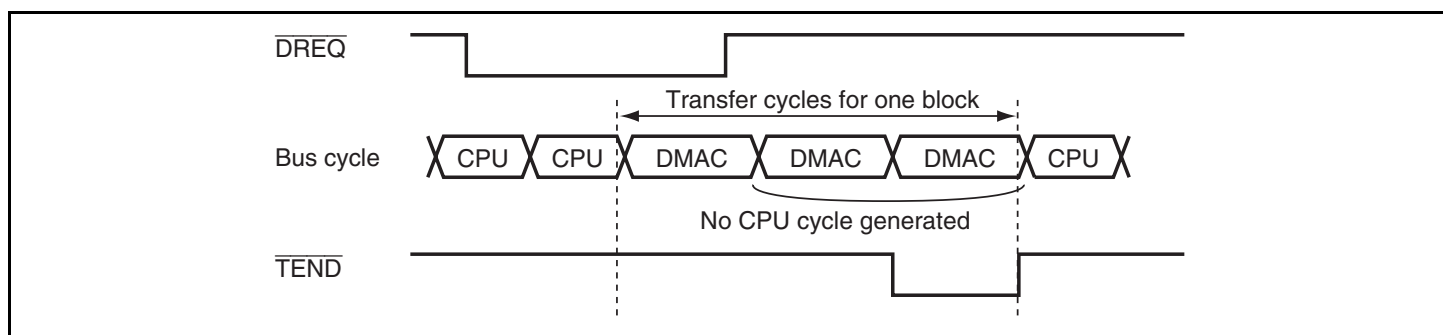 DREQ
Transfer cycles for one block
Bus cycle CPU CPU DMAC DMAC DMAC CPU
No CPU cycle generated
TEND